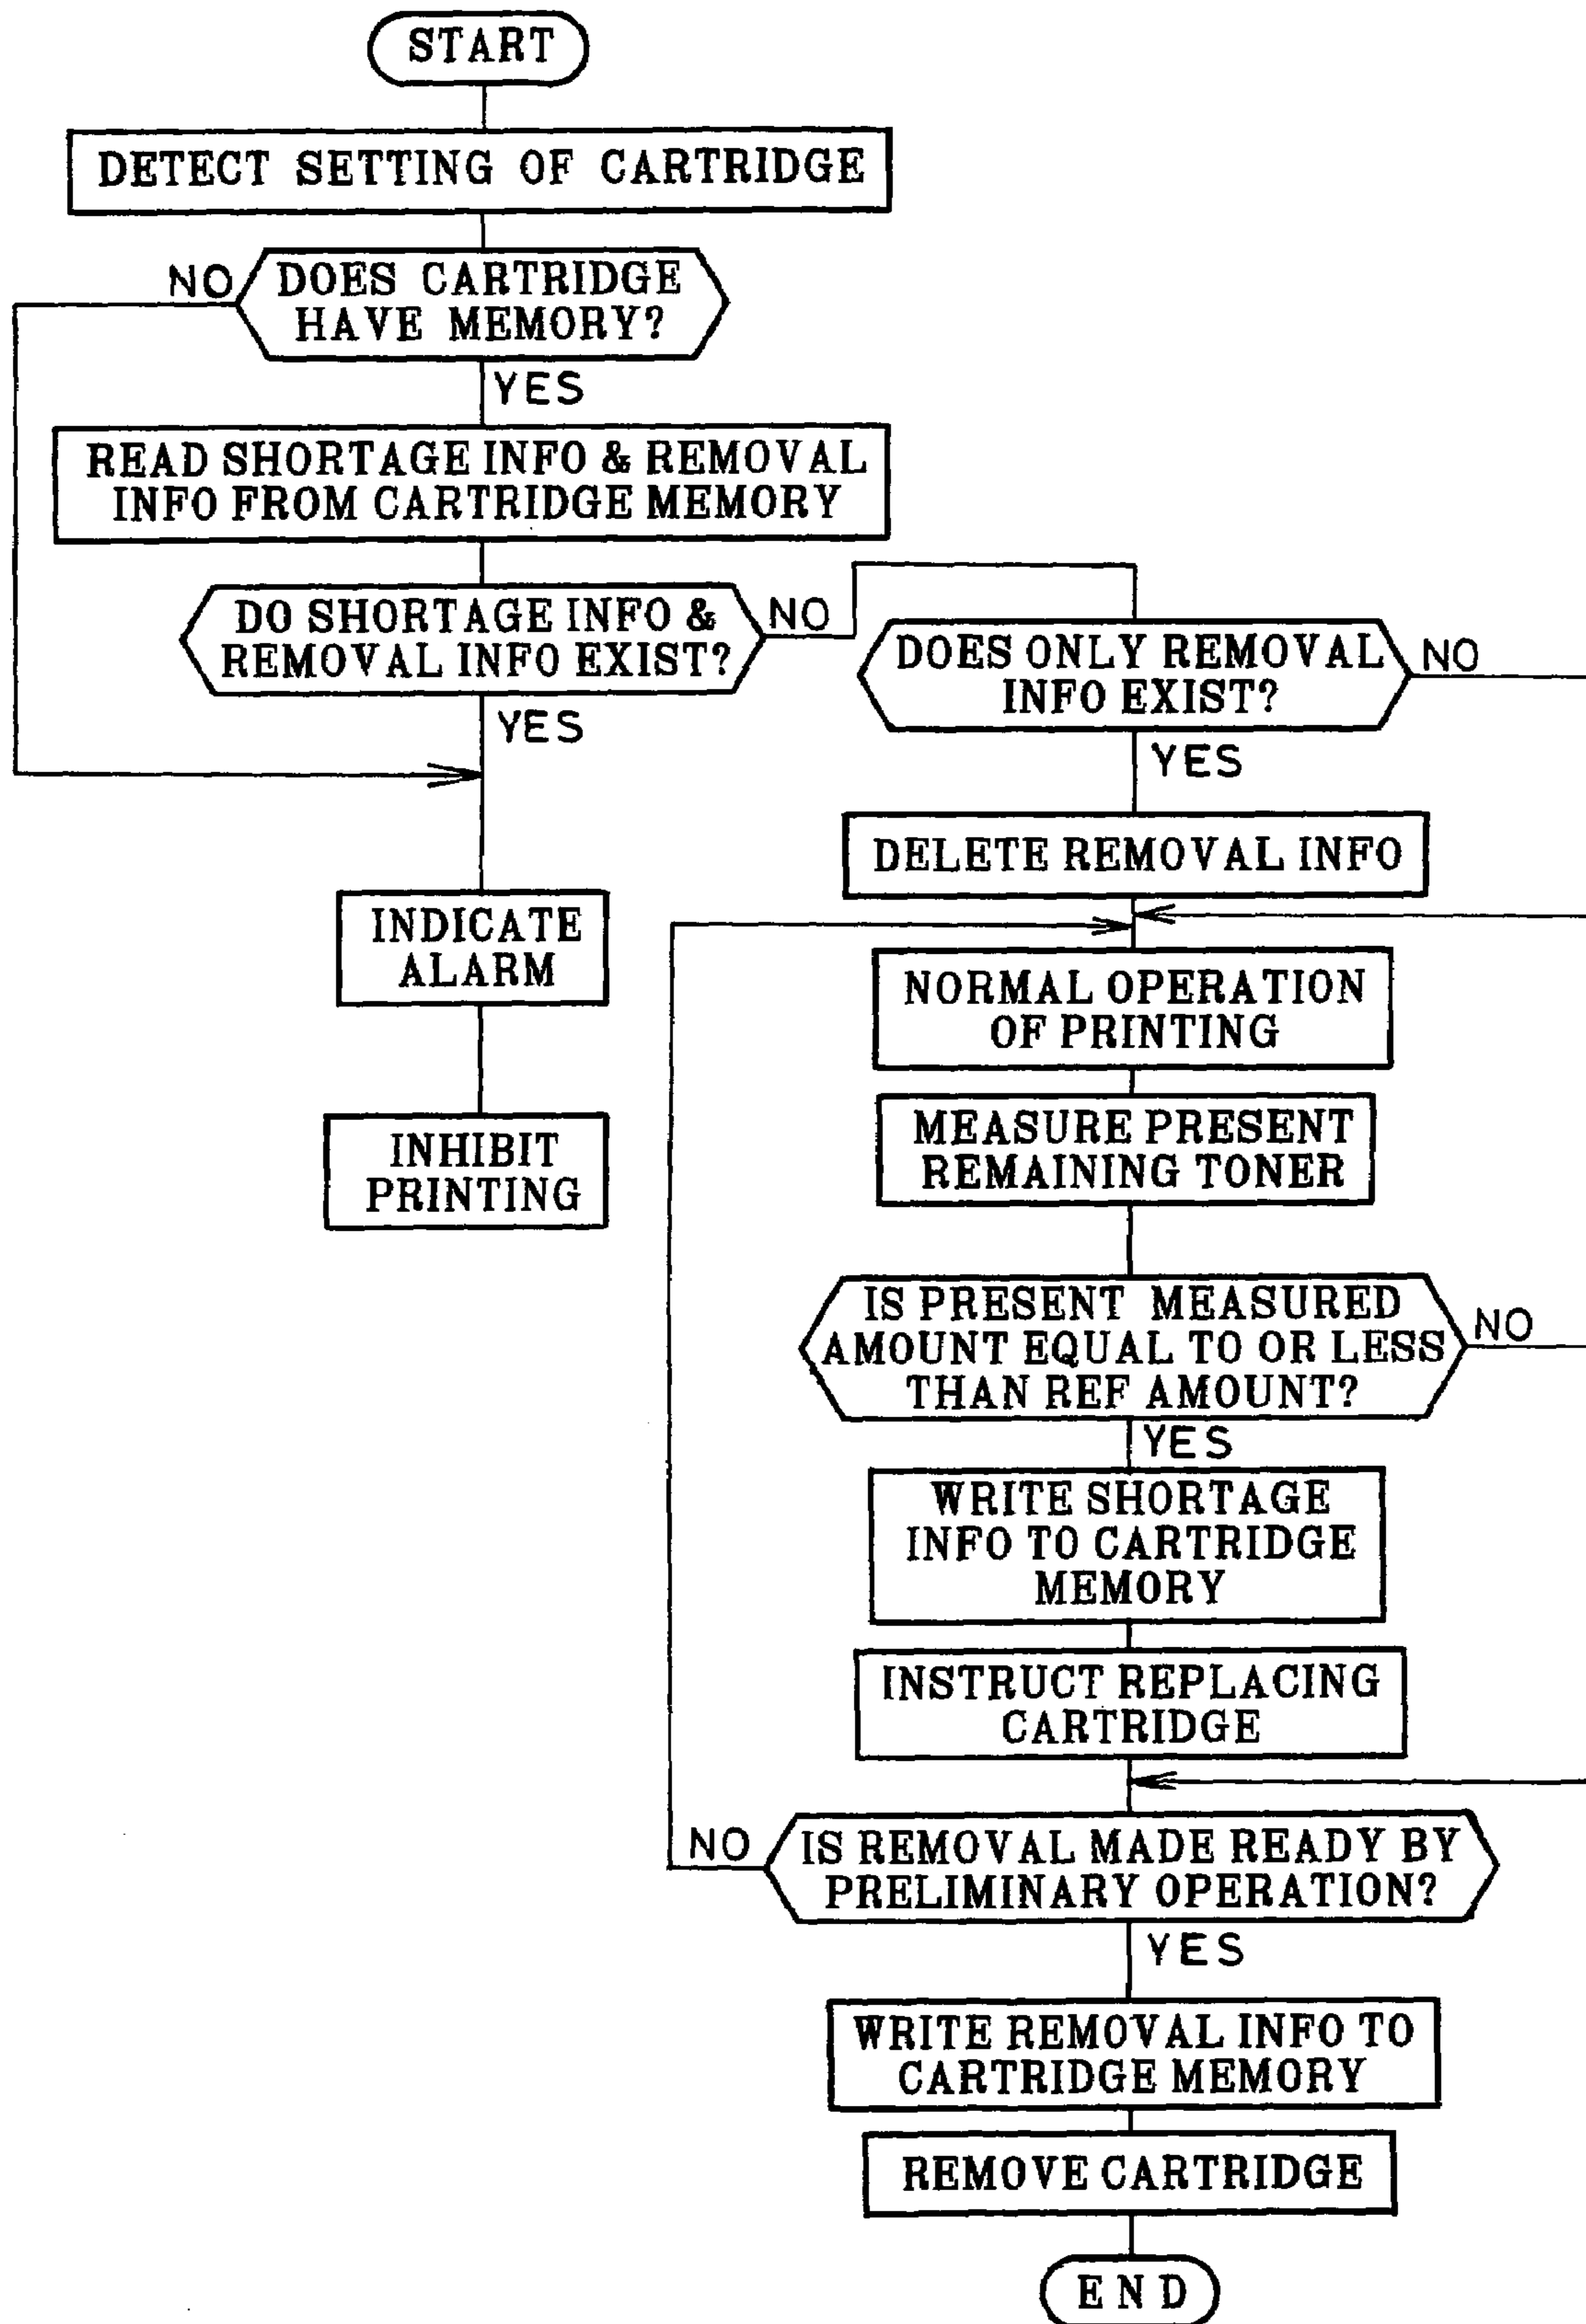 START
DETECT SETTING OF CARTRIDGE
NO
DOES CARTRIDGE
HAVE MEMORY?
YES
READ SHORTAGE INFO & REMOVAL
INFO FROM CARTRIDGE MEMORY
DO SHORTAGE INFO &
REMOVAL INFO EXIST?
NO
YES
INDICATE
ALARM
INHIBIT
PRINTING
DOES ONLY REMOVAL
INFO EXIST?
NO
YES
DELETE REMOVAL INFO
NORMAL OPERATION
OF PRINTING
MEASURE PRESENT
REMAINING TONER
IS PRESENT MEASURED
AMOUNT EQUAL TO OR LESS
THAN REF AMOUNT?
NO
YES
WRITE SHORTAGE
INFO TO CARTRIDGE
MEMORY
INSTRUCT REPLACING
CARTRIDGE
NO
IS REMOVAL MADE READY BY
PRELIMINARY OPERATION?
YES
WRITE REMOVAL INFO TO
CARTRIDGE MEMORY
REMOVE CARTRIDGE
END